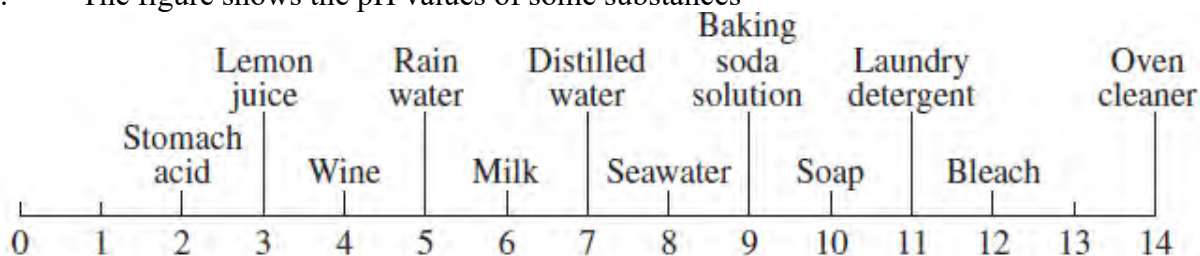 The figure shows the pH values of some substances
Baking
Lemon Rain Distilled soda Laundry Oven
juice water water solution detergent cleaner
Stomach
acid Wine Milk Seawater Soap Bleach
0 1 2 3 4 5 6 7 8 9 10 11 12 13 14